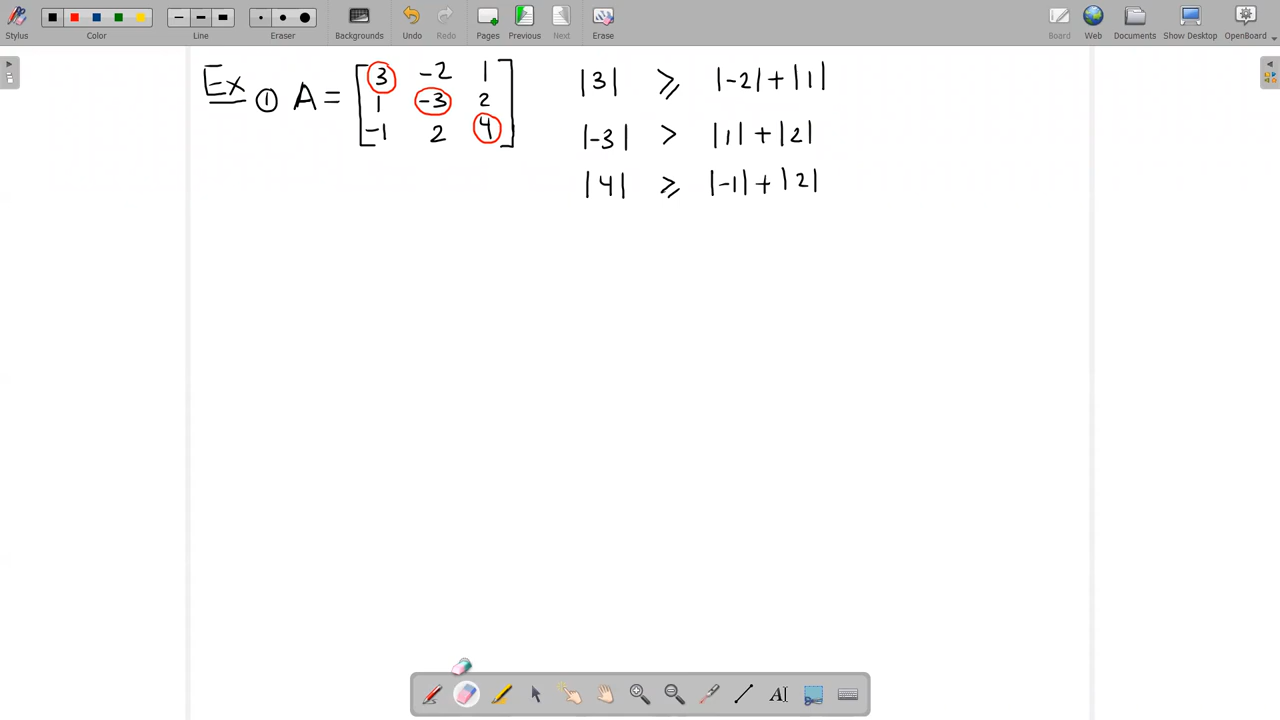 Stylus Color Line Eraser Backgrounds Undo Redo Pages Previous Next Erase Board Web Documents Show Desktop OpenBoard
Ex ① A = [3 -2 1 |3| ⩾ |-2| + |1|
1 -3 2 |-3| > |1| + |2|
-1 2 4] |4| ⩾ |-1| + |2|
AI